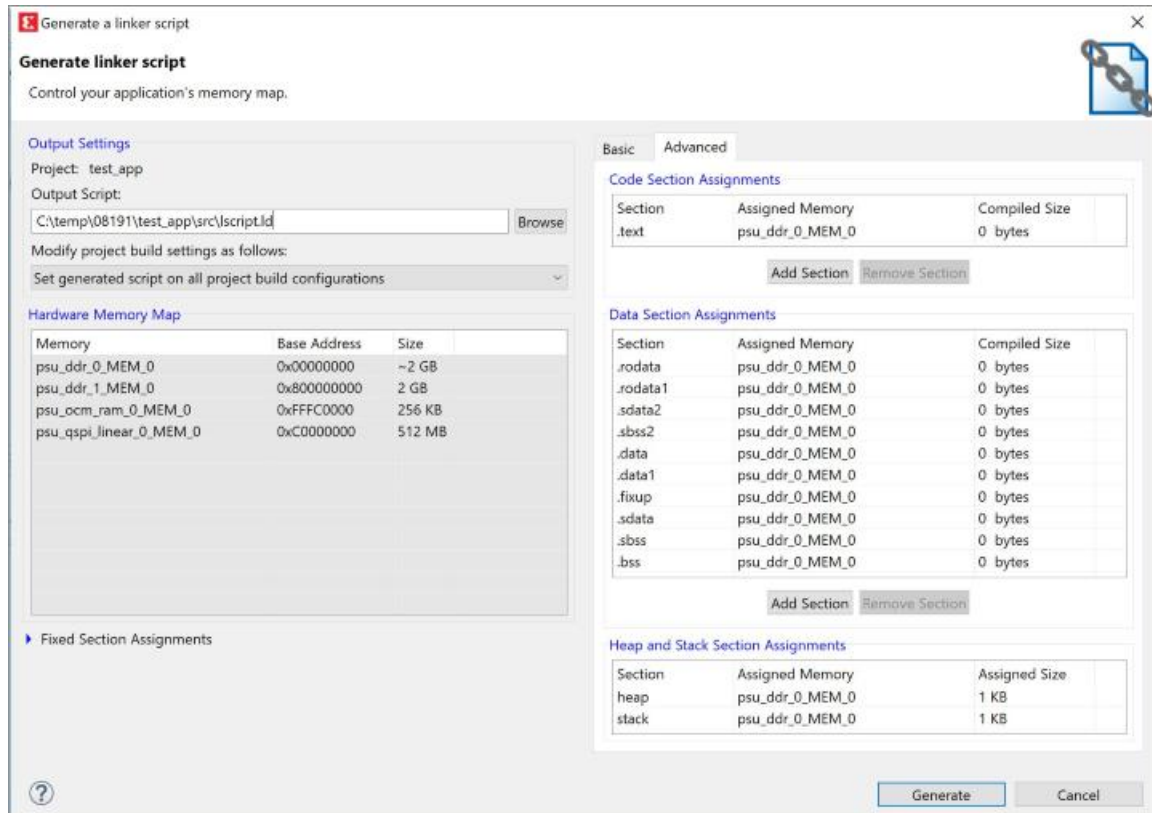 Generate a linker script
Generate linker script
Control your application's memory map.
Output Settings
Project: test_app
Output Script:
C:\temp\08191\test_app\src\lscript.ld
Browse
Modify project build settings as follows:
Set generated script on all project build configurations
Hardware Memory Map
Memory Base Address Size
psu_ddr_0_MEM_0 0x00000000 ~2 GB
psu_ddr_1_MEM_0 0x800000000 2 GB
psu_ocm_ram_0_MEM_0 0xFFFC0000 256 KB
psu_qspi_linear_0_MEM_0 0xC0000000 512 MB
Fixed Section Assignments
Basic Advanced
Code Section Assignments
Section Assigned Memory Compiled Size
.text psu_ddr_0_MEM_0 0 bytes
Add Section Remove Section
Data Section Assignments
Section Assigned Memory Compiled Size
.rodata psu_ddr_0_MEM_0 0 bytes
.rodata1 psu_ddr_0_MEM_0 0 bytes
.sdata2 psu_ddr_0_MEM_0 0 bytes
.sbss2 psu_ddr_0_MEM_0 0 bytes
.data psu_ddr_0_MEM_0 0 bytes
.data1 psu_ddr_0_MEM_0 0 bytes
.fixup psu_ddr_0_MEM_0 0 bytes
.sdata psu_ddr_0_MEM_0 0 bytes
.sbss psu_ddr_0_MEM_0 0 bytes
.bss psu_ddr_0_MEM_0 0 bytes
Add Section Remove Section
Heap and Stack Section Assignments
Section Assigned Memory Assigned Size
heap psu_ddr_0_MEM_0 1 KB
stack psu_ddr_0_MEM_0 1 KB
? Generate Cancel